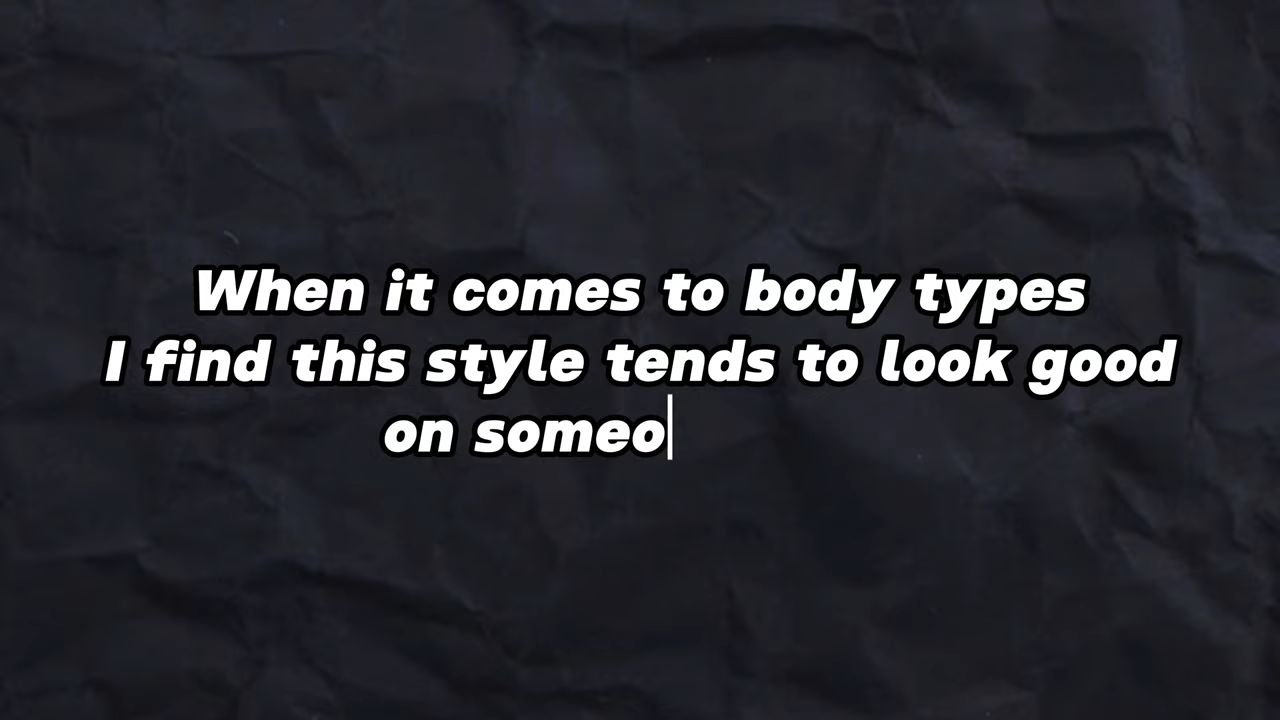 When it comes to body types
I find this style tends to look good
on someo